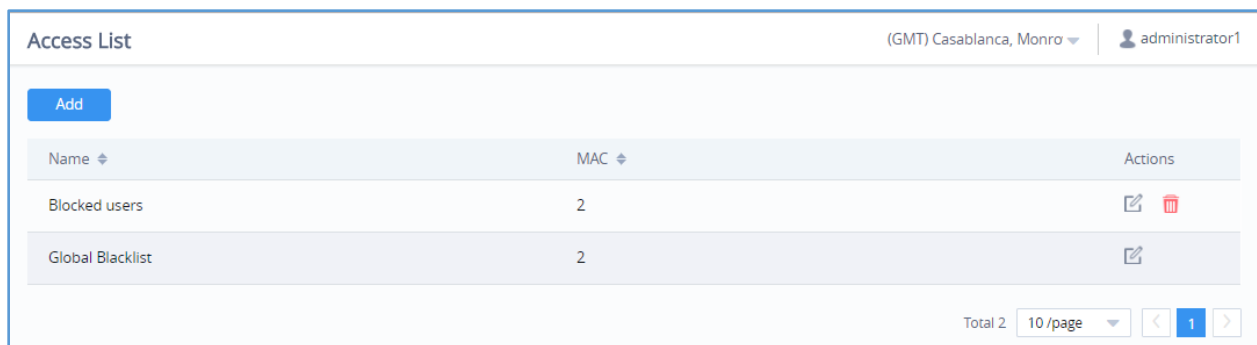 Access List (GMT) Casablanca, Monro administrator1
Add
Name MAC Actions
Blocked users 2
Global Blacklist 2
Total 2 10 /page 1